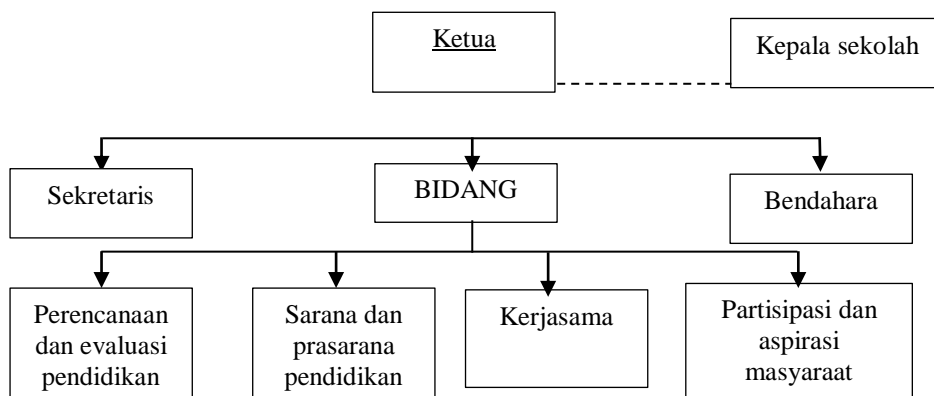 Ketua
Kepala sekolah
Sekretaris
BIDANG
Bendahara
Perencanaan
dan evaluasi
pendidikan
Sarana dan
prasarana
pendidikan
Kerjasama
Partisipasi dan
aspirasi
masyaraat